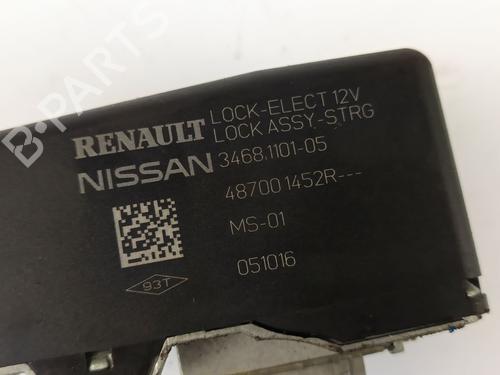 LOCK-ELECT 12V
RENAULT LOCK ASSY-STRG
NISSAN 3468.1101-05
487001452R---
MS-01
051016
93T
B-PARTS